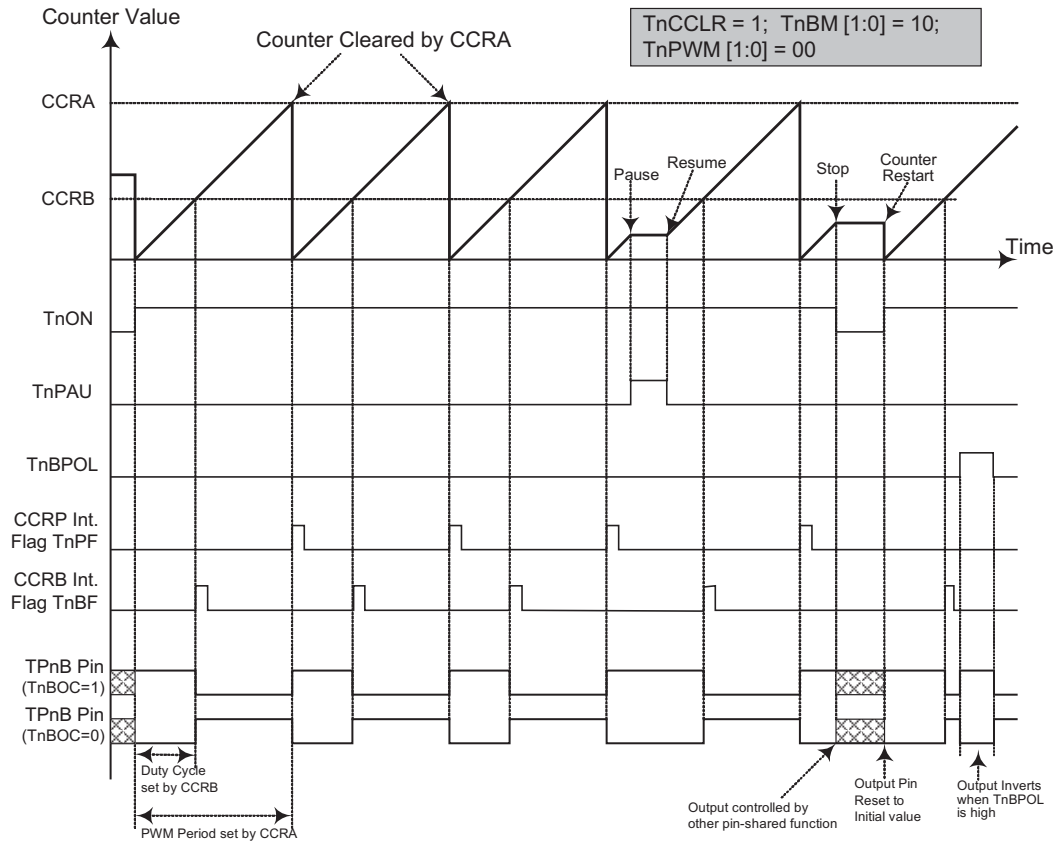 Counter Value
Counter Cleared by CCRA
TnCCLR = 1; TnBM [1:0] = 10;
TnPWM [1:0] = 00
CCRA
Pause
Resume
Stop
Counter
Restart
CCRB
Time
TnON
TnPAU
TnBPOL
CCRP Int.
Flag TnPF
CCRB Int.
Flag TnBF
TPnB Pin
(TnBOC=1)
TPnB Pin
(TnBOC=0)
Duty Cycle
set by CCRB
PWM Period set by CCRA
Output controlled by
other pin-shared function
Output Pin
Reset to
Initial value
Output Inverts
when TnBPOL
is high